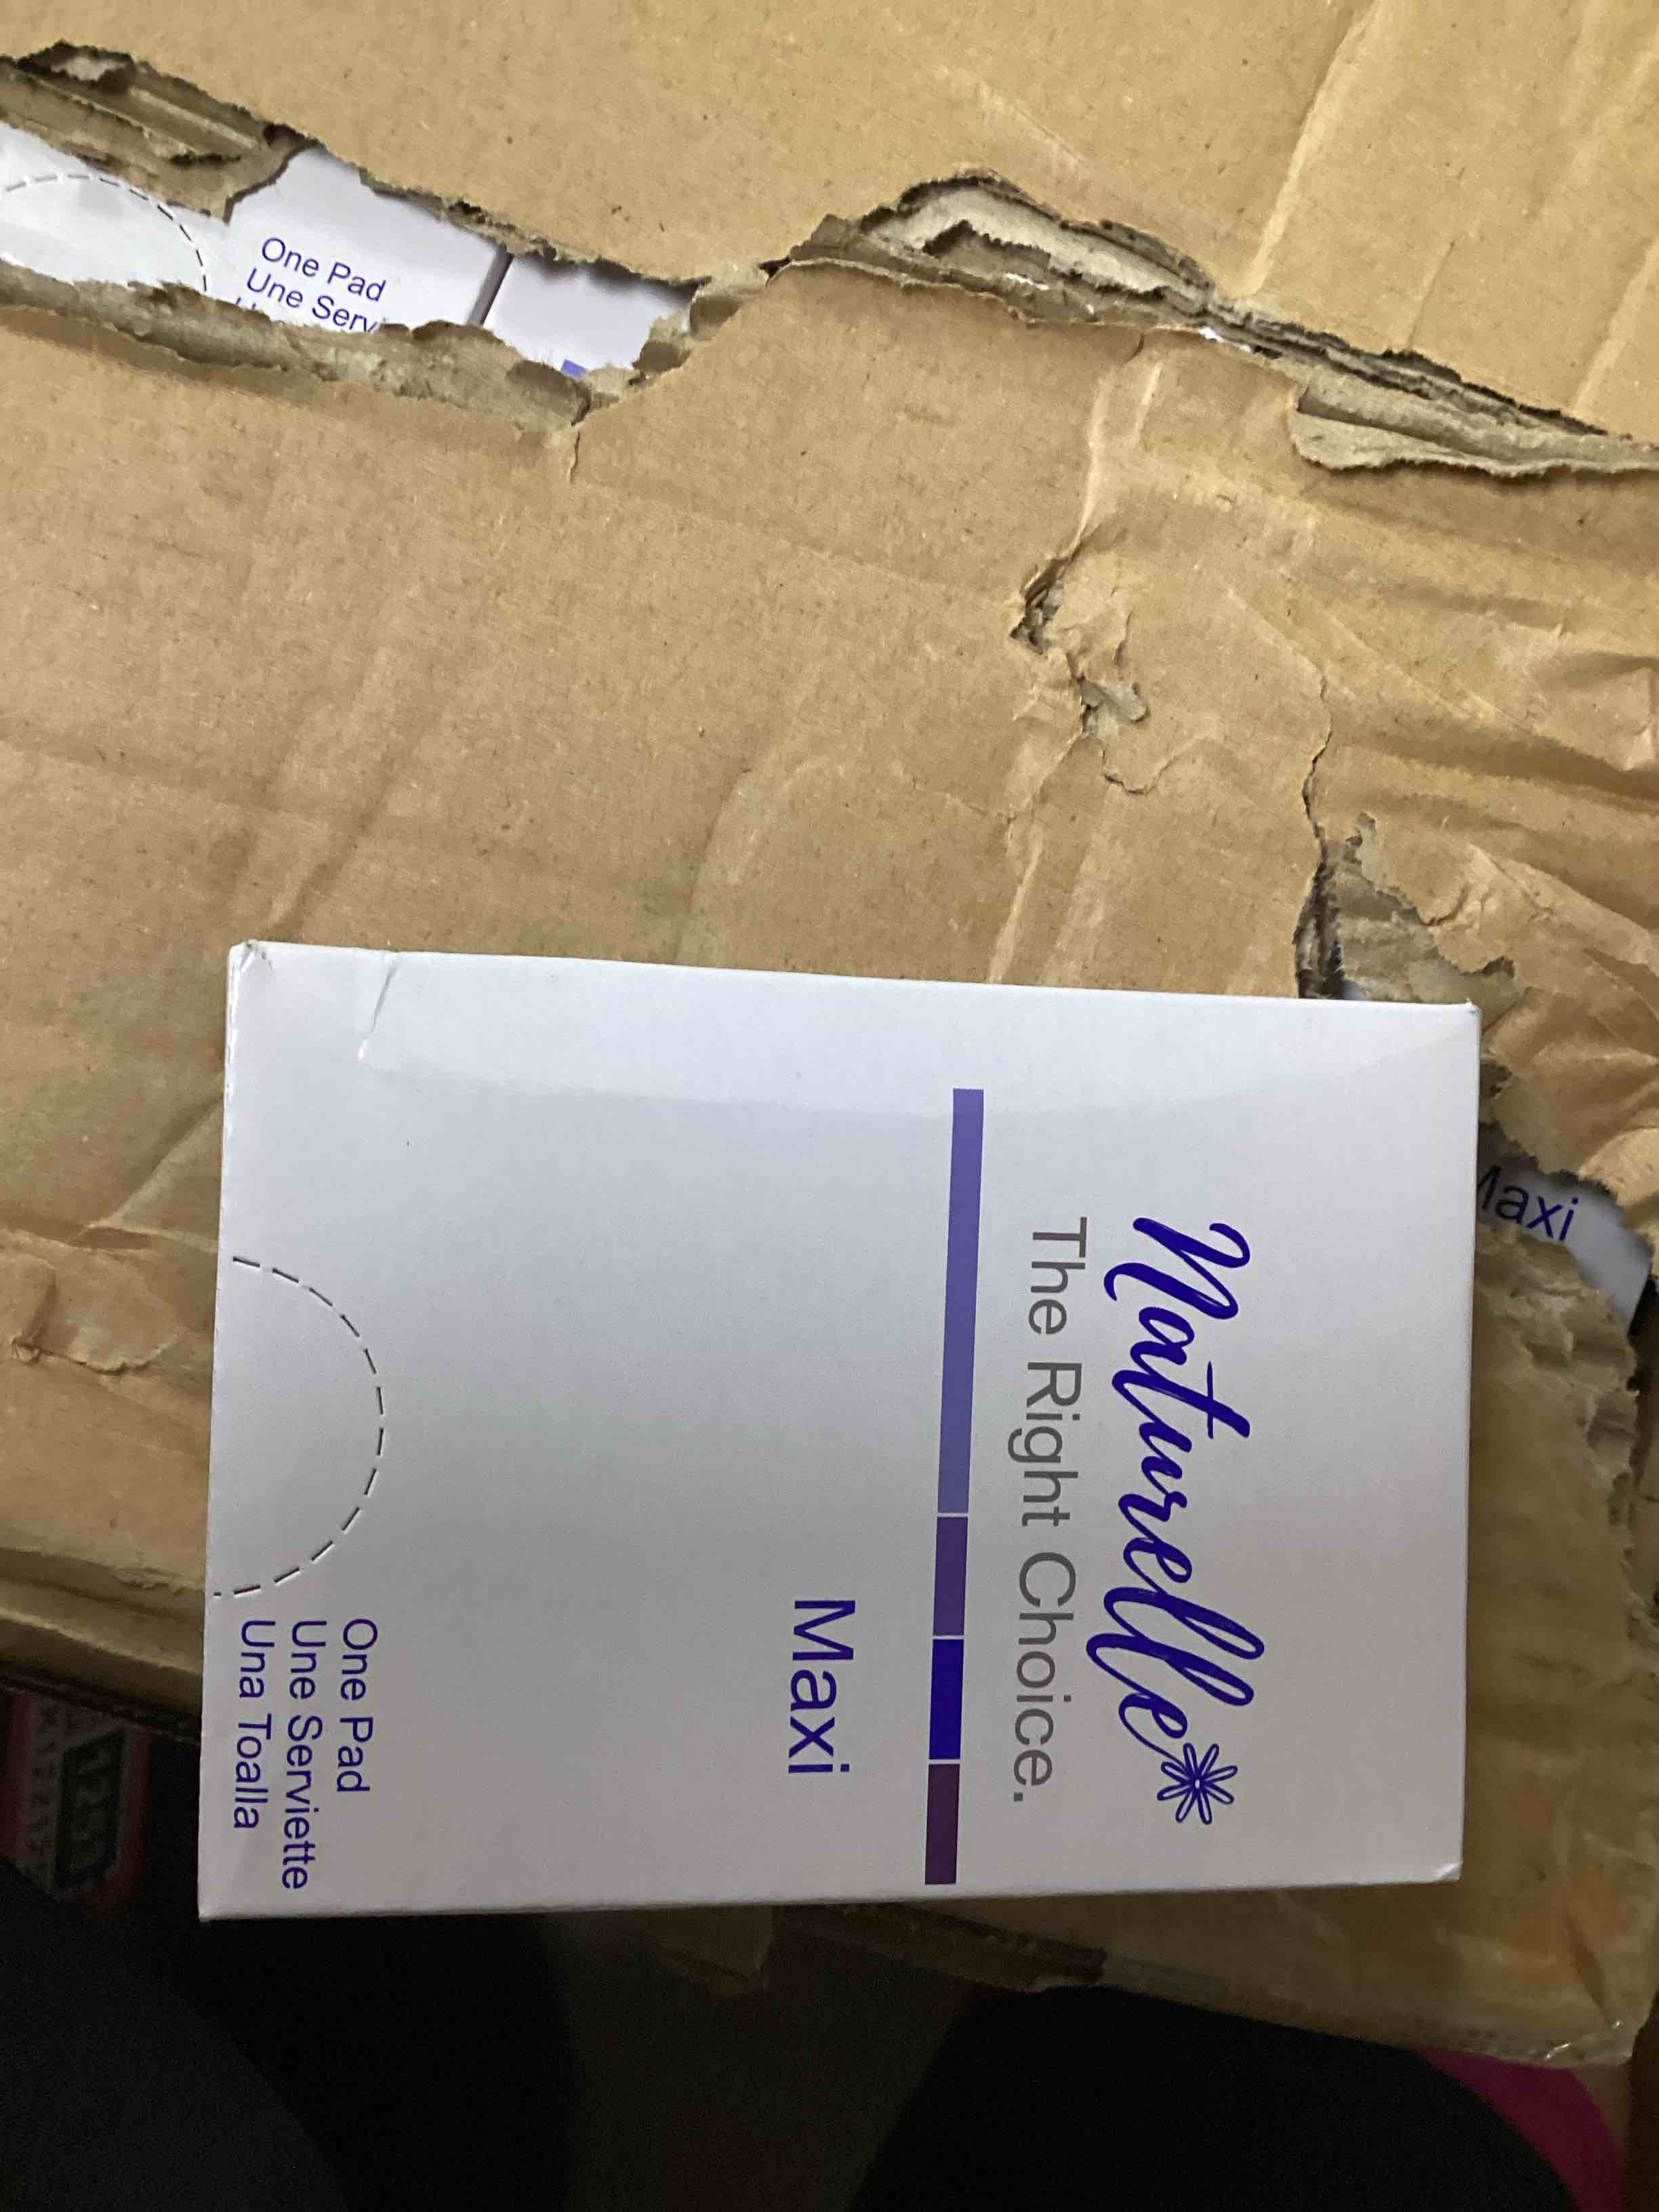 One Pad
Une Serv
Naturelle
The Right Choice.
Maxi
One Pad
Une Serviette
Una Toalla
Maxi